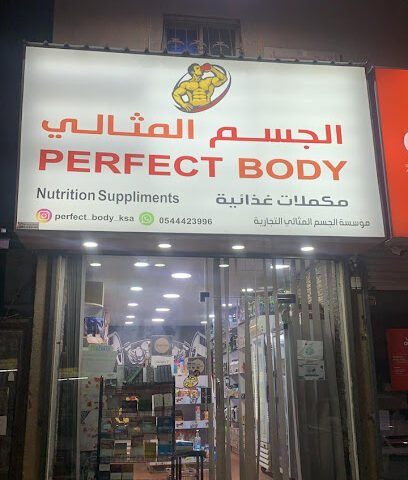 الجسم المثالي
PERFECT BODY
Nutrition Suppliments مكملات غذائية
perfect_body_ksa 0544423996 مؤسسة الجسم المثالي التجارية